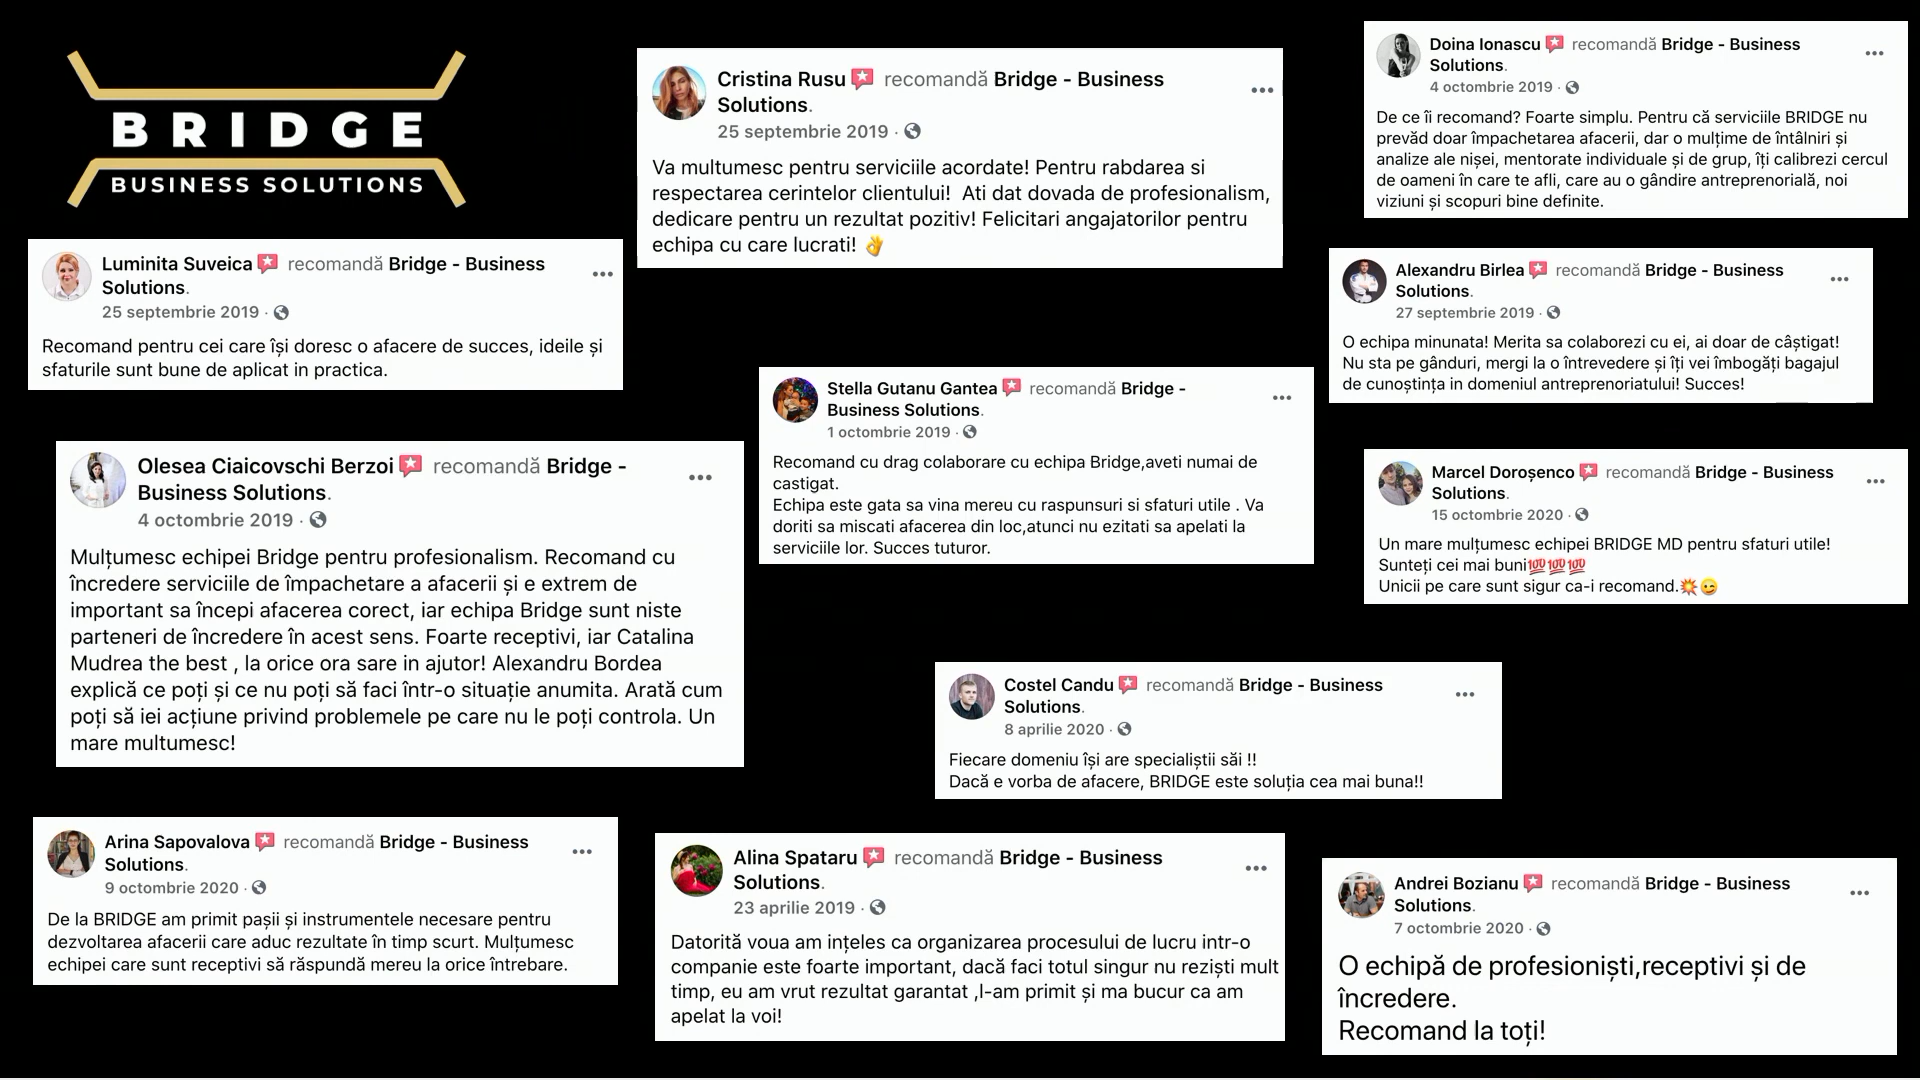 BRIDGE
BUSINESS SOLUTIONS
Luminita Suveica recomandă Bridge - Business
Solutions.
25 septembrie 2019 ·
Recomand pentru cei care își doresc o afacere de succes, ideile și
sfaturile sunt bune de aplicat in practica.
Olesea Ciaicovschi Berzoi recomandă Bridge -
Business Solutions.
4 octombrie 2019 ·
Mulțumesc echipei Bridge pentru profesionalism. Recomand cu
încredere serviciile de împachetare a afacerii și e extrem de
important sa începi afacerea corect, iar echipa Bridge sunt niste
parteneri de încredere în acest sens. Foarte receptivi, iar Catalina
Mudrea the best , la orice ora sare in ajutor! Alexandru Bordea
explică ce poți și ce nu poți să faci într-o situație anumita. Arată cum
poți să iei acțiune privind problemele pe care nu le poți controla. Un
mare multumesc!
Arina Sapovalova recomandă Bridge - Business
Solutions.
9 octombrie 2020 ·
De la BRIDGE am primit pașii și instrumentele necesare pentru
dezvoltarea afacerii care aduc rezultate în timp scurt. Mulțumesc
echipei care sunt receptivi să răspundă mereu la orice întrebare.
Cristina Rusu recomandă Bridge - Business
Solutions.
25 septembrie 2019 ·
Va multumesc pentru serviciile acordate! Pentru rabdarea si
respectarea cerintelor clientului!  Ati dat dovada de profesionalism,
dedicare pentru un rezultat pozitiv! Felicitari angajatorilor pentru
echipa cu care lucrati! 👌
Stella Gutanu Gantea recomandă Bridge -
Business Solutions.
1 octombrie 2019 ·
Recomand cu drag colaborare cu echipa Bridge,aveti numai de
castigat.
Echipa este gata sa vina mereu cu raspunsuri si sfaturi utile . Va
doriti sa miscati afacerea din loc,atunci nu ezitati sa apelati la
serviciile lor. Succes tuturor.
Costel Candu recomandă Bridge - Business
Solutions.
8 aprilie 2020 ·
Fiecare domeniu își are specialiștii săi !!
Dacă e vorba de afacere, BRIDGE este soluția cea mai buna!!
Alina Spataru recomandă Bridge - Business
Solutions.
23 aprilie 2019 ·
Datorită voua am ințeles ca organizarea procesului de lucru intr-o
companie este foarte important, dacă faci totul singur nu reziști mult
timp, eu am vrut rezultat garantat ,l-am primit și ma bucur ca am
apelat la voi!
Doina Ionascu recomandă Bridge - Business
Solutions.
4 octombrie 2019 ·
De ce îi recomand? Foarte simplu. Pentru că serviciile BRIDGE nu
prevăd doar împachetarea afacerii, dar o mulțime de întâlniri și
analize ale nișei, mentorate individuale și de grup, îți calibrezi cercul
de oameni în care te afli, care au o gândire antreprenorială, noi
viziuni și scopuri bine definite.
Alexandru Birlea recomandă Bridge - Business
Solutions.
27 septembrie 2019 ·
O echipa minunata! Merita sa colaborezi cu ei, ai doar de câștigat!
Nu sta pe gânduri, mergi la o întrevedere și îți vei îmbogăți bagajul
de cunoștința in domeniul antreprenoriatului! Succes!
Marcel Doroșenco recomandă Bridge - Business
Solutions.
15 octombrie 2020 ·
Un mare mulțumesc echipei BRIDGE MD pentru sfaturi utile!
Sunteți cei mai buni💯💯💯
Unicii pe care sunt sigur ca-i recomand.💥😉
Andrei Bozianu recomandă Bridge - Business
Solutions.
7 octombrie 2020 ·
O echipă de profesioniști,receptivi și de
încredere.
Recomand la toți!